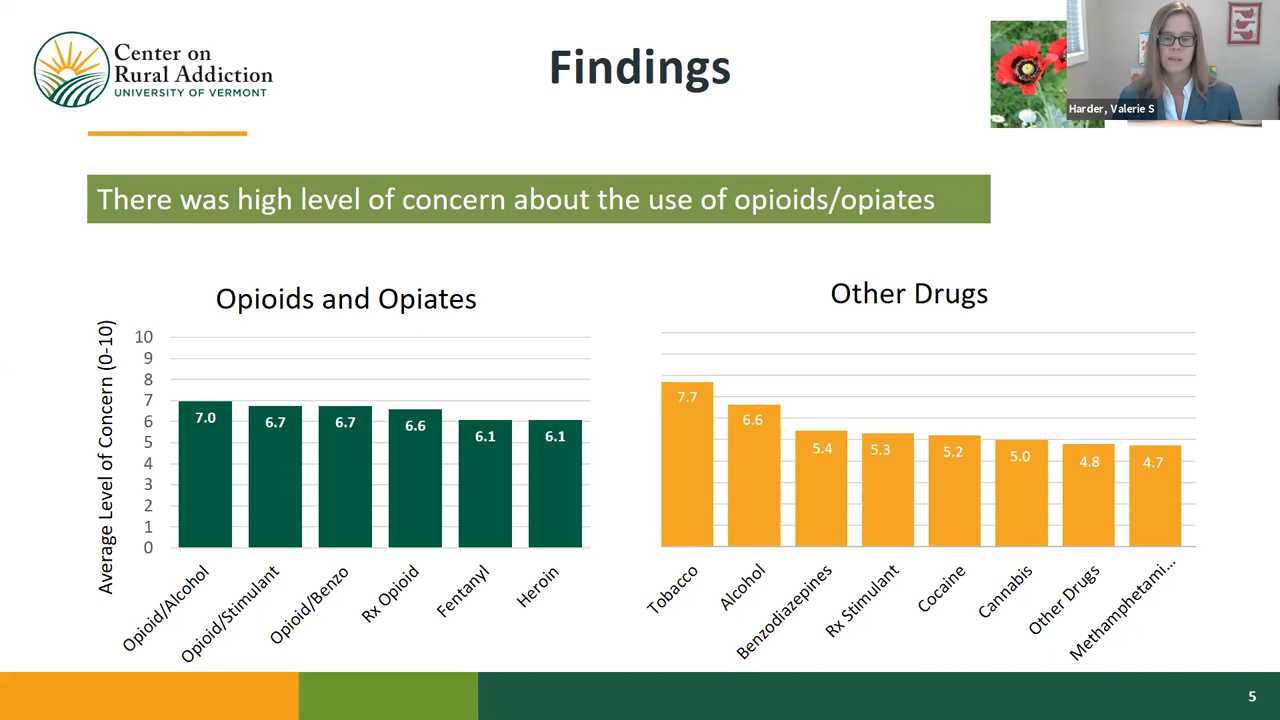 Center on
Rural Addiction
UNIVERSITY OF VERMONT
Findings
Harder, Valerie S
There was high level of concern about the use of opioids/opiates
Opioids and Opiates
Average Level of Concern (0-10)
10
9
8
7
6
5
4
3
2
1
0
7.0
6.7
6.7
6.6
6.1
6.1
Opioid/Alcohol
Opioid/Stimulant
Opioid/Benzo
Rx Opioid
Fentanyl
Heroin
Other Drugs
7.7
6.6
5.4
5.3
5.2
5.0
4.8
4.7
Tobacco
Alcohol
Benzodiazepines
Rx Stimulant
Cocaine
Cannabis
Other Drugs
Methamphetami...
5